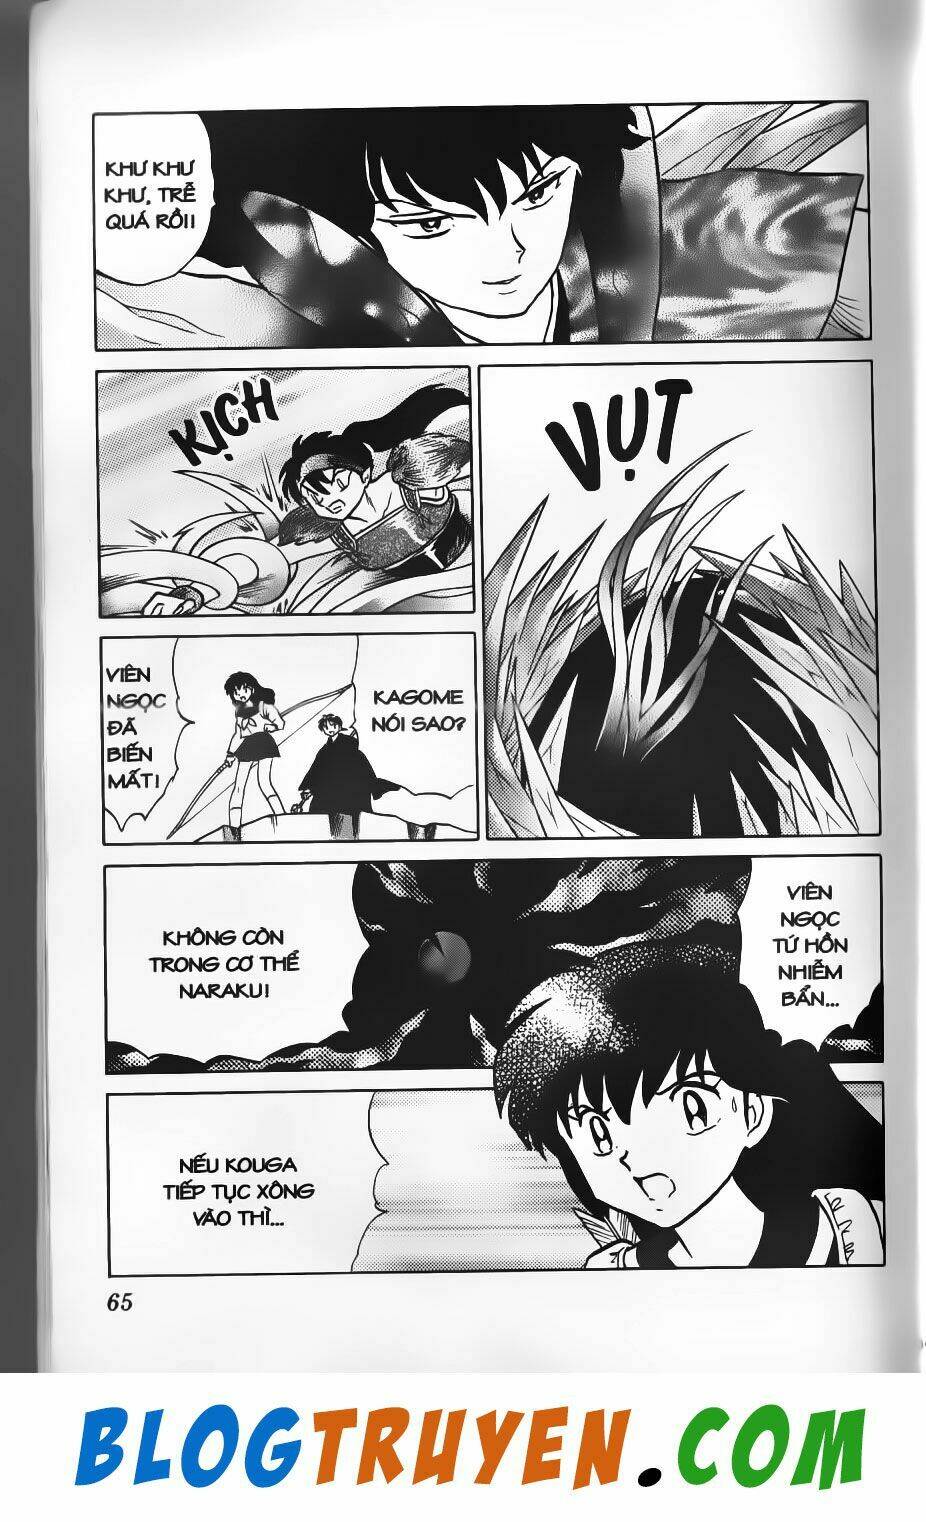 KHƯ KHƯ
KHƯ, TRỄ
QUÁ RỒI!
KỊCH
VỤT
VIÊN
NGỌC
ĐÃ
BIẾN
MẤT!
KAGOME
NÓI SAO?
VIÊN
NGỌC
TỨ HỒN
NHIỄM
BẨN...
KHÔNG CÒN
TRONG CƠ THỂ
NARAKU!
NẾU KOUGA
TIẾP TỤC XÔNG
VÀO THÌ...
65
BLOGTRUYEN.COM